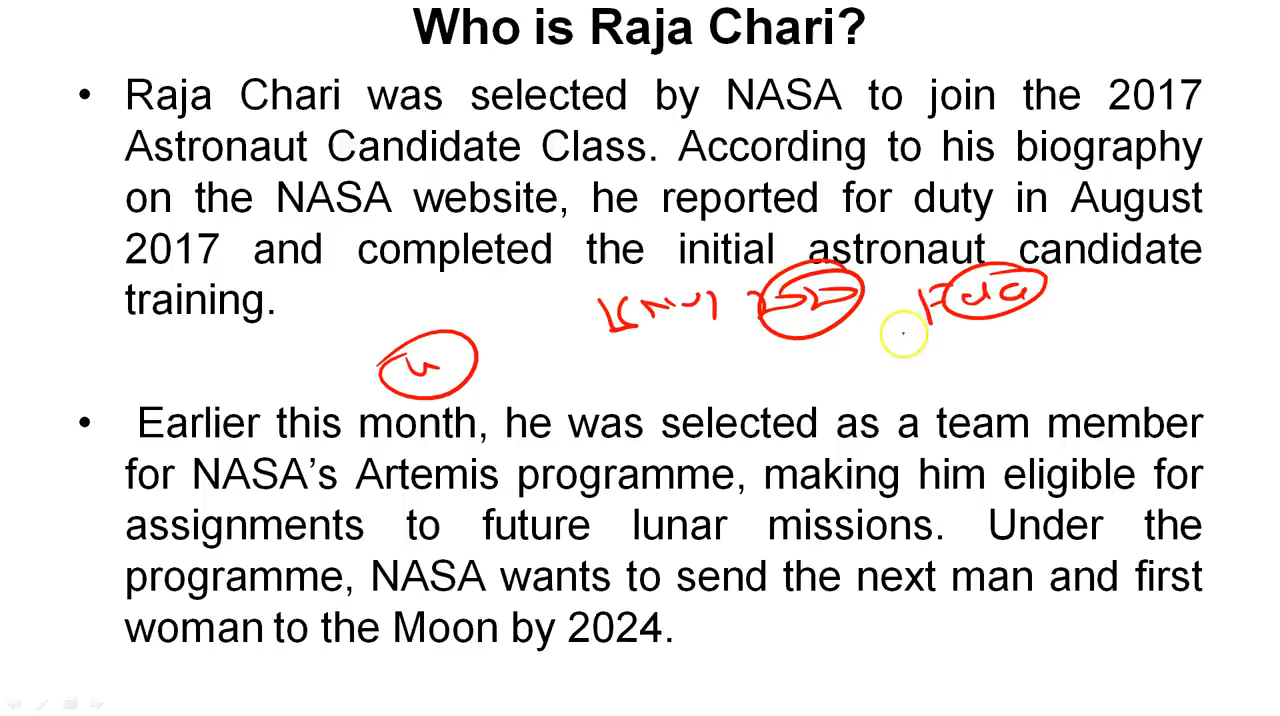 Who is Raja Chari?
• Raja Chari was selected by NASA to join the 2017
Astronaut Candidate Class. According to his biography
on the NASA website, he reported for duty in August
2017 and completed the initial astronaut candidate
training.
• Earlier this month, he was selected as a team member
for NASA’s Artemis programme, making him eligible for
assignments to future lunar missions. Under the
programme, NASA wants to send the next man and first
woman to the Moon by 2024.